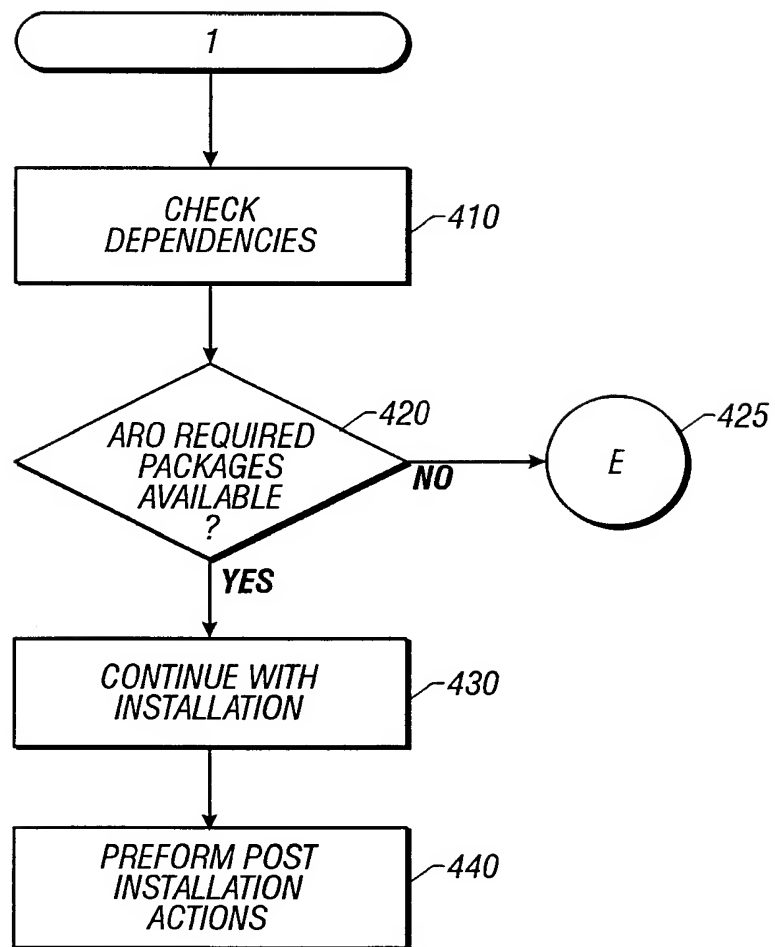 1
CHECK
DEPENDENCIES
410
ARO REQUIRED
PACKAGES
AVAILABLE
?
420
NO
E
425
YES
CONTINUE WITH
INSTALLATION
430
PREFORM POST
INSTALLATION
ACTIONS
440